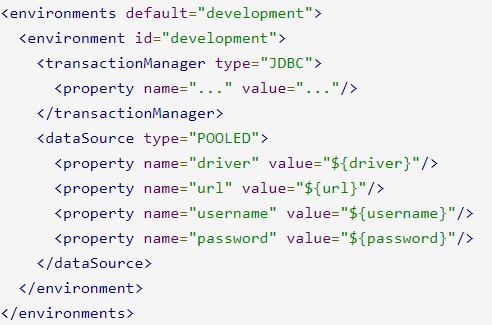 <environments default="development">
  <environment id="development">
    <transactionManager type="JDBC">
      <property name="..." value="..."/>
    </transactionManager>
    <dataSource type="POOLED">
      <property name="driver" value="${driver}"/>
      <property name="url" value="${url}"/>
      <property name="username" value="${username}"/>
      <property name="password" value="${password}"/>
    </dataSource>
  </environment>
</environments>